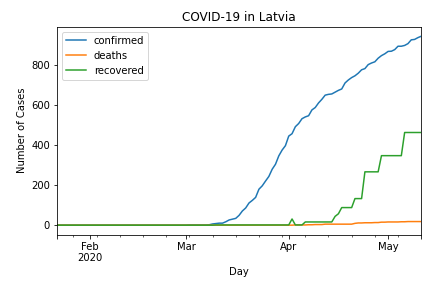 COVID-19 in Latvia
confirmed
deaths
recovered
Number of Cases
800
600
400
200
0
Feb
2020
Mar
Apr
May
Day